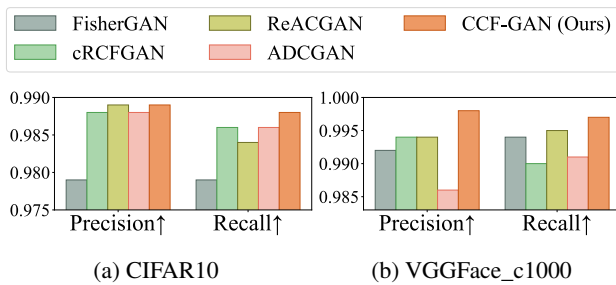 FisherGAN ReACGAN CCF-GAN (Ours)
cRCFGAN ADCGAN
0.990
0.985
0.980
0.975
Precision↑ Recall↑
(a) CIFAR10
1.000
0.995
0.990
0.985
Precision↑ Recall↑
(b) VGGFace_c1000